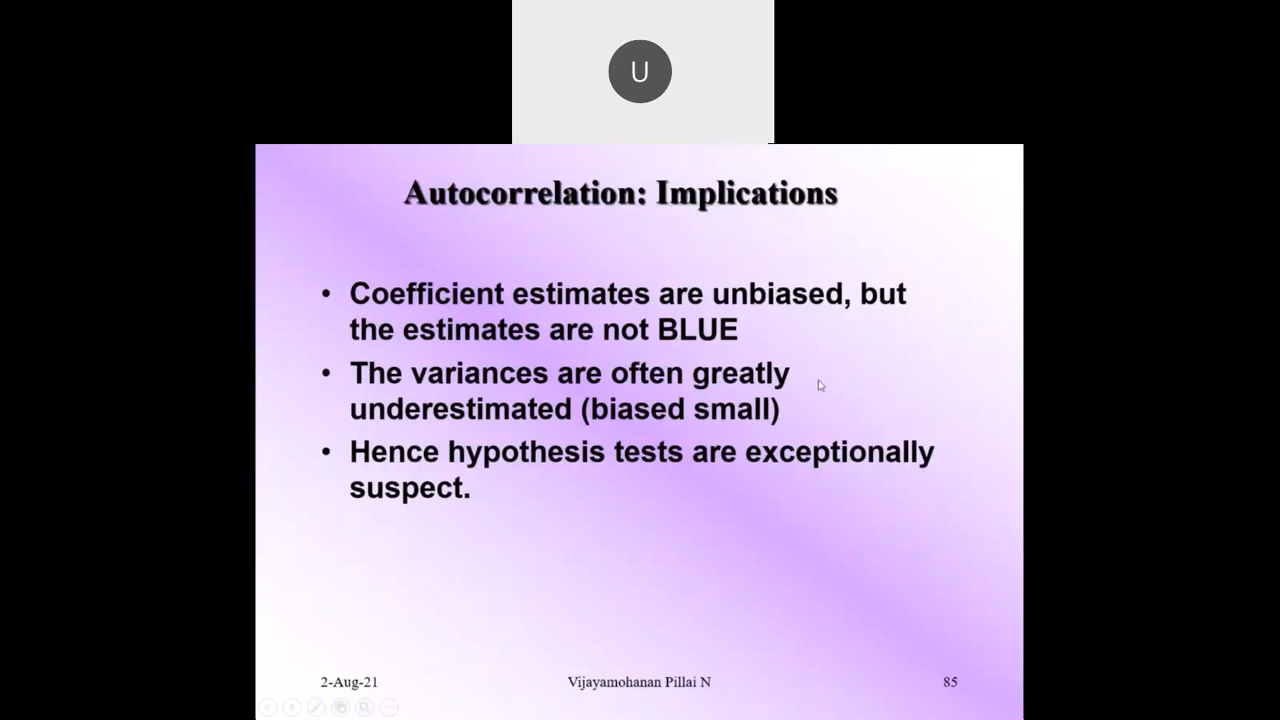 U
Autocorrelation: Implications
• Coefficient estimates are unbiased, but
the estimates are not BLUE
• The variances are often greatly
underestimated (biased small)
• Hence hypothesis tests are exceptionally
suspect.
2-Aug-21 Vijayamohanan Pillai N 85